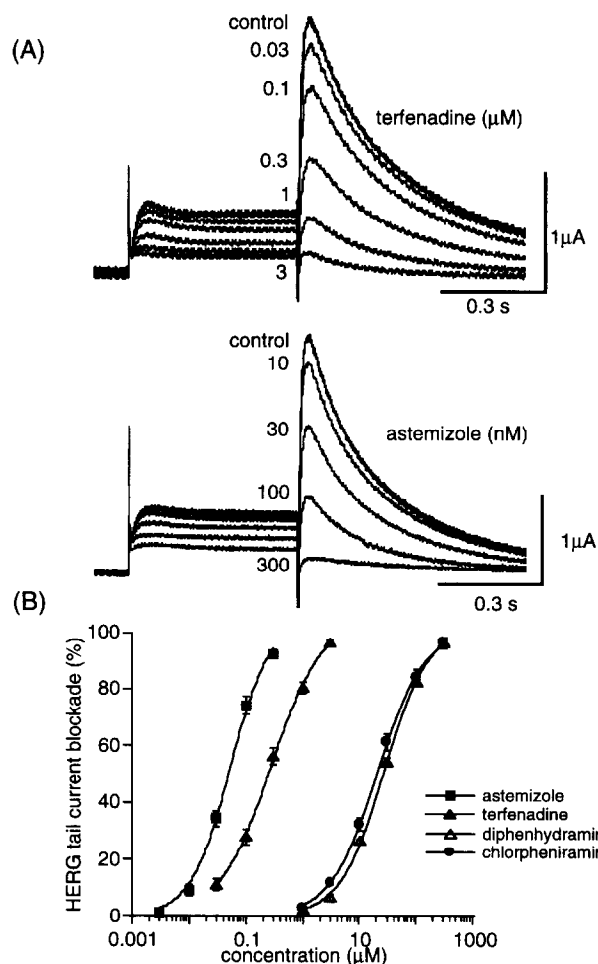 (A)
control
0.03
0.1
0.3
1
3
terfenadine (µM)
1µA
0.3 s
control
10
30
100
300
astemizole (nM)
1µA
0.3 s
(B)
HERG tail current blockade (%)
100
80
60
40
20
0
0.001
0.1
10
1000
concentration (µM)
astemizole
terfenadine
diphenhydramin
chlorpheniramin